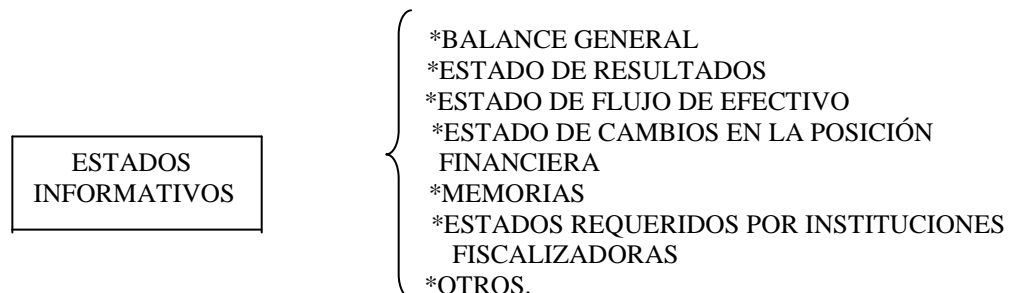 ESTADOS
INFORMATIVOS
*BALANCE GENERAL
*ESTADO DE RESULTADOS
*ESTADO DE FLUJO DE EFECTIVO
*ESTADO DE CAMBIOS EN LA POSICIÓN
FINANCIERA
*MEMORIAS
*ESTADOS REQUERIDOS POR INSTITUCIONES
FISCALIZADORAS
*OTROS.